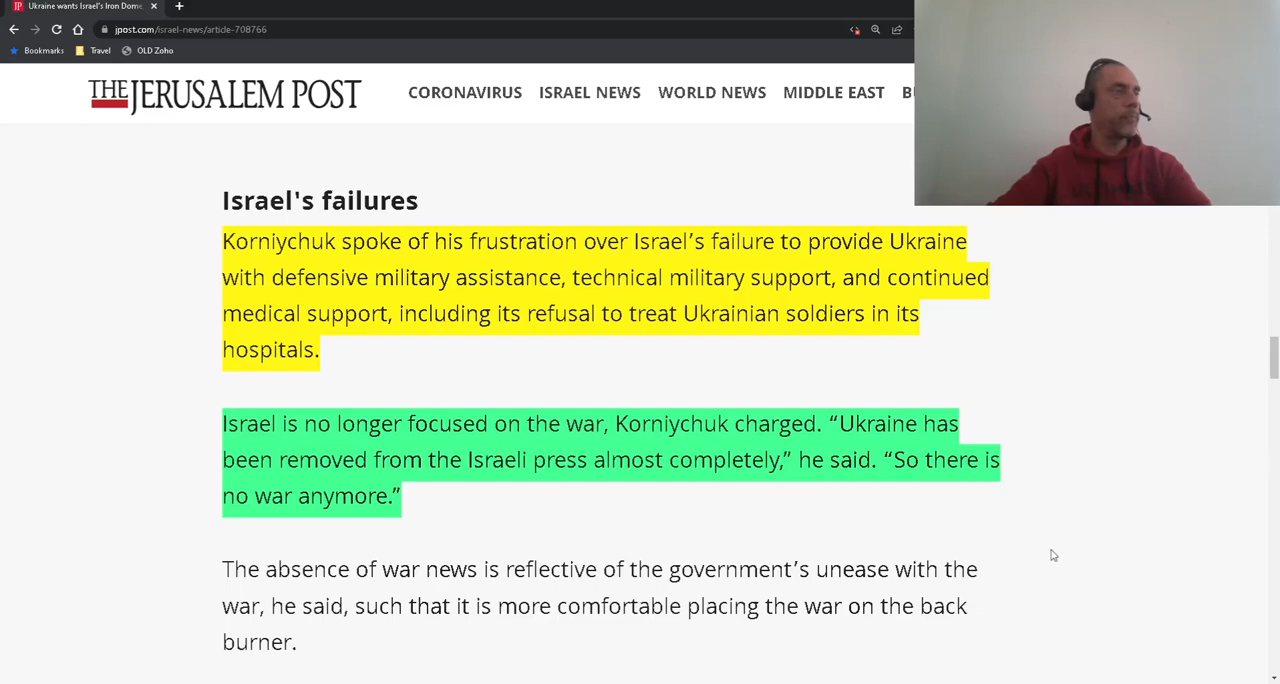 Ukraine wants Israel's Iron Dome,
jpost.com/israel-news/article-708766
Bookmarks Travel OLD Zoho
THE JERUSALEM POST
CORONAVIRUS ISRAEL NEWS WORLD NEWS MIDDLE EAST
Israel's failures
Korniychuk spoke of his frustration over Israel’s failure to provide Ukraine
with defensive military assistance, technical military support, and continued
medical support, including its refusal to treat Ukrainian soldiers in its
hospitals.
Israel is no longer focused on the war, Korniychuk charged. “Ukraine has
been removed from the Israeli press almost completely,” he said. “So there is
no war anymore.”
The absence of war news is reflective of the government’s unease with the
war, he said, such that it is more comfortable placing the war on the back
burner.